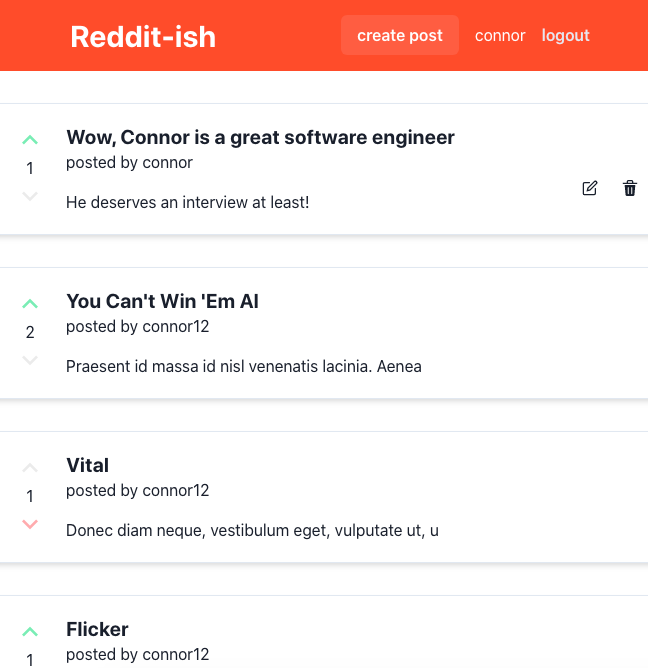 Reddit-ish
create post connor logout
Wow, Connor is a great software engineer
1
posted by connor
He deserves an interview at least!
You Can't Win 'Em Al
2
posted by connor12
Praesent id massa id nisl venenatis lacinia. Aenea
Vital
1
posted by connor12
Donec diam neque, vestibulum eget, vulputate ut, u
Flicker
1
posted by connor12